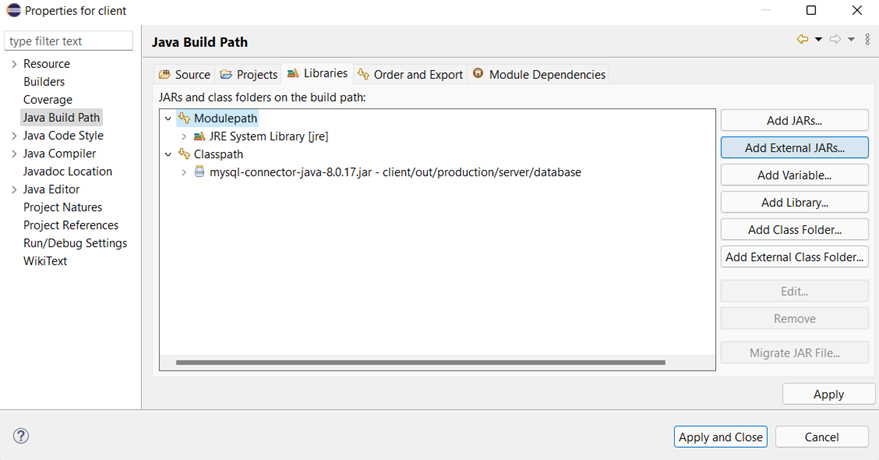 Properties for client
type filter text
Resource
Builders
Coverage
Java Build Path
Java Code Style
Java Compiler
Javadoc Location
Java Editor
Project Natures
Project References
Run/Debug Settings
WikiText
Java Build Path
Source Projects Libraries Order and Export Module Dependencies
JARs and class folders on the build path:
Modulepath
JRE System Library [jre]
Classpath
mysql-connector-java-8.0.17.jar - client/out/production/server/database
Add JARs...
Add External JARs...
Add Variable...
Add Library...
Add Class Folder...
Add External Class Folder...
Edit...
Remove
Migrate JAR File...
Apply
Apply and Close Cancel